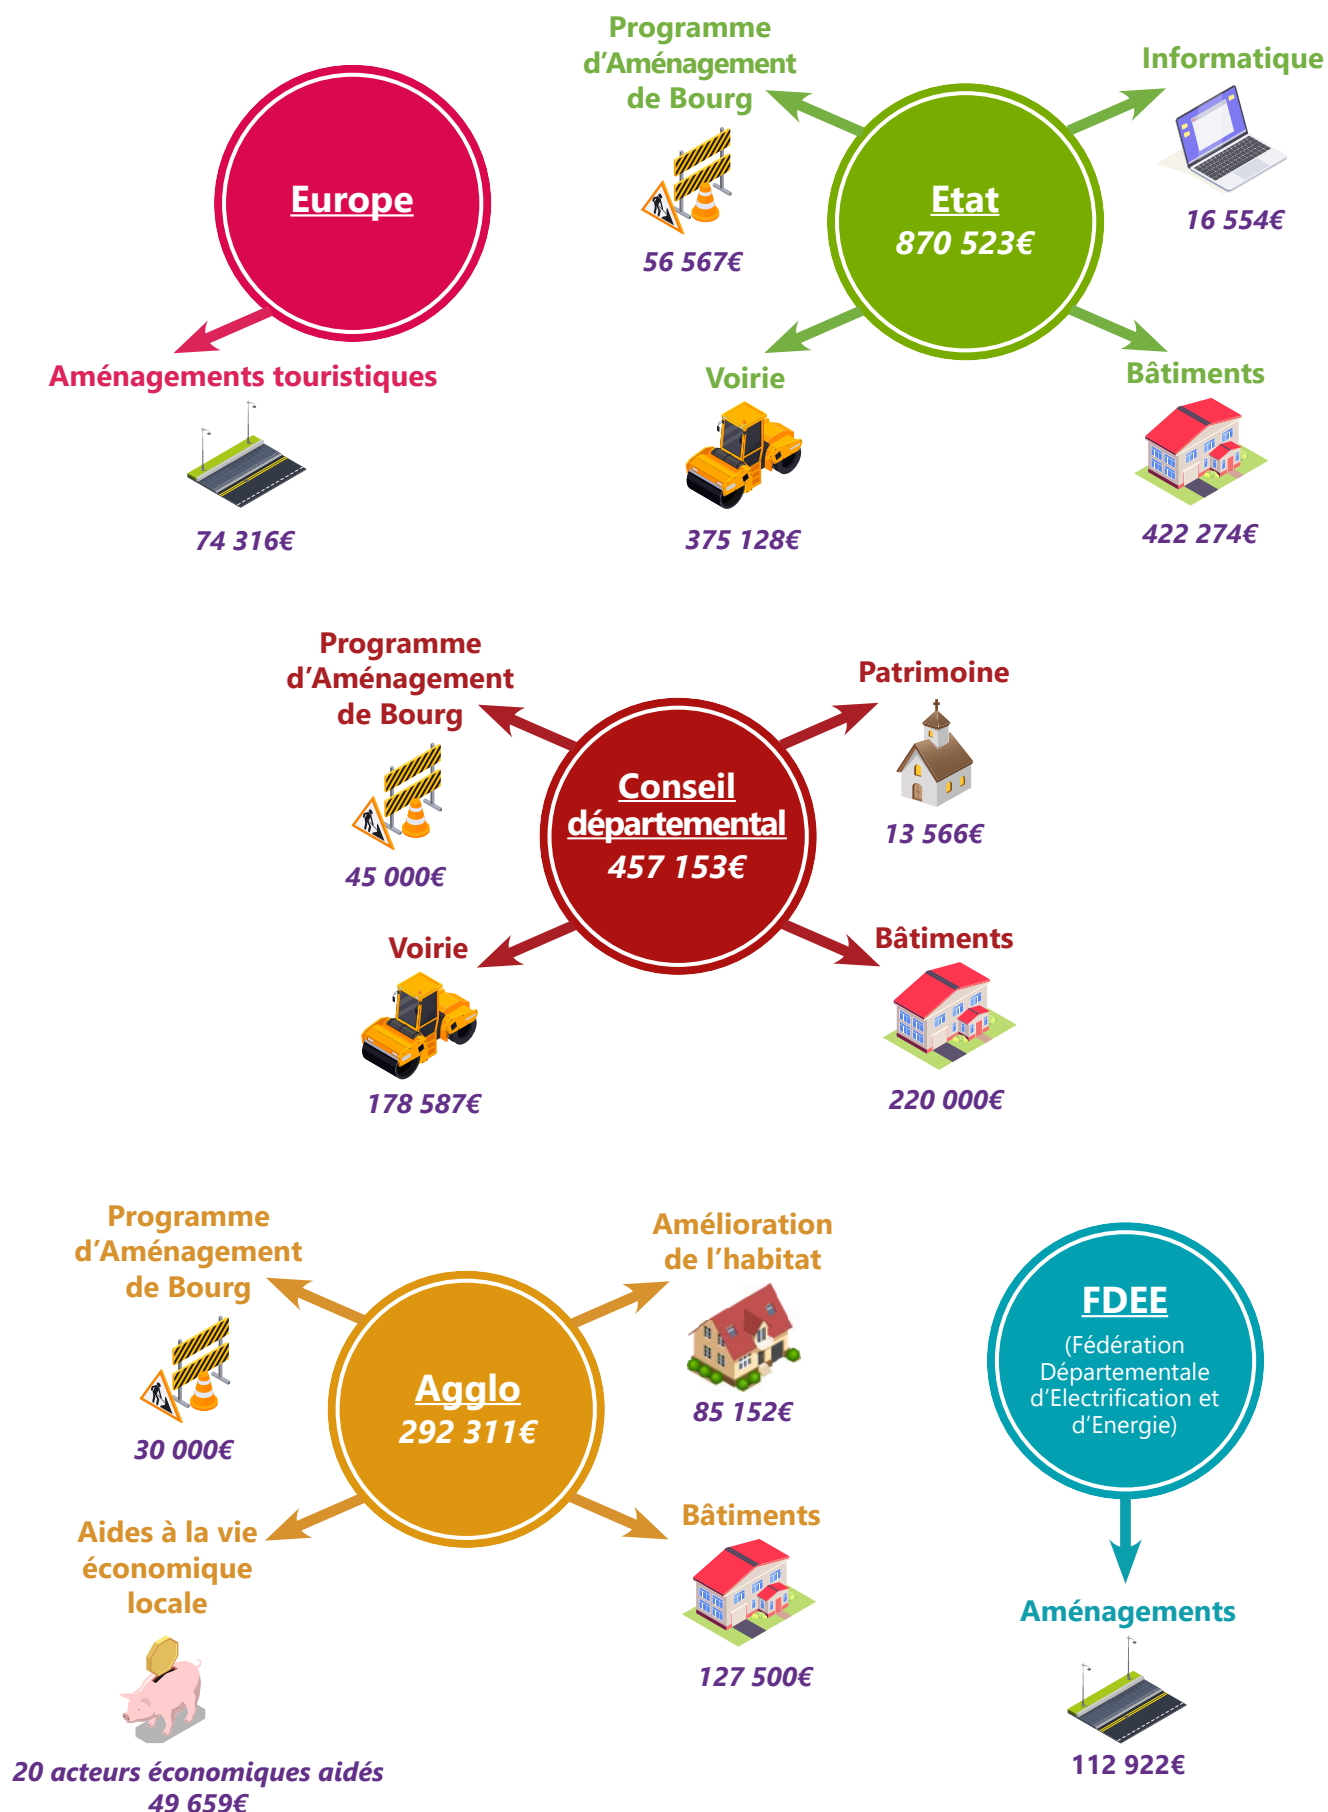 Europe
Aménagements touristiques
74 316€
Programme
d’Aménagement
de Bourg
56 567€
Etat
870 523€
Informatique
16 554€
Voirie
375 128€
Bâtiments
422 274€
Programme
d’Aménagement
de Bourg
45 000€
Conseil
départemental
457 153€
Patrimoine
13 566€
Voirie
178 587€
Bâtiments
220 000€
Programme
d’Aménagement
de Bourg
30 000€
Agglo
292 311€
Amélioration
de l’habitat
85 152€
Aides à la vie
économique
locale
20 acteurs économiques aidés
49 659€
Bâtiments
127 500€
FDEE
(Fédération
Départementale
d’Electrification et
d’Energie)
Aménagements
112 922€